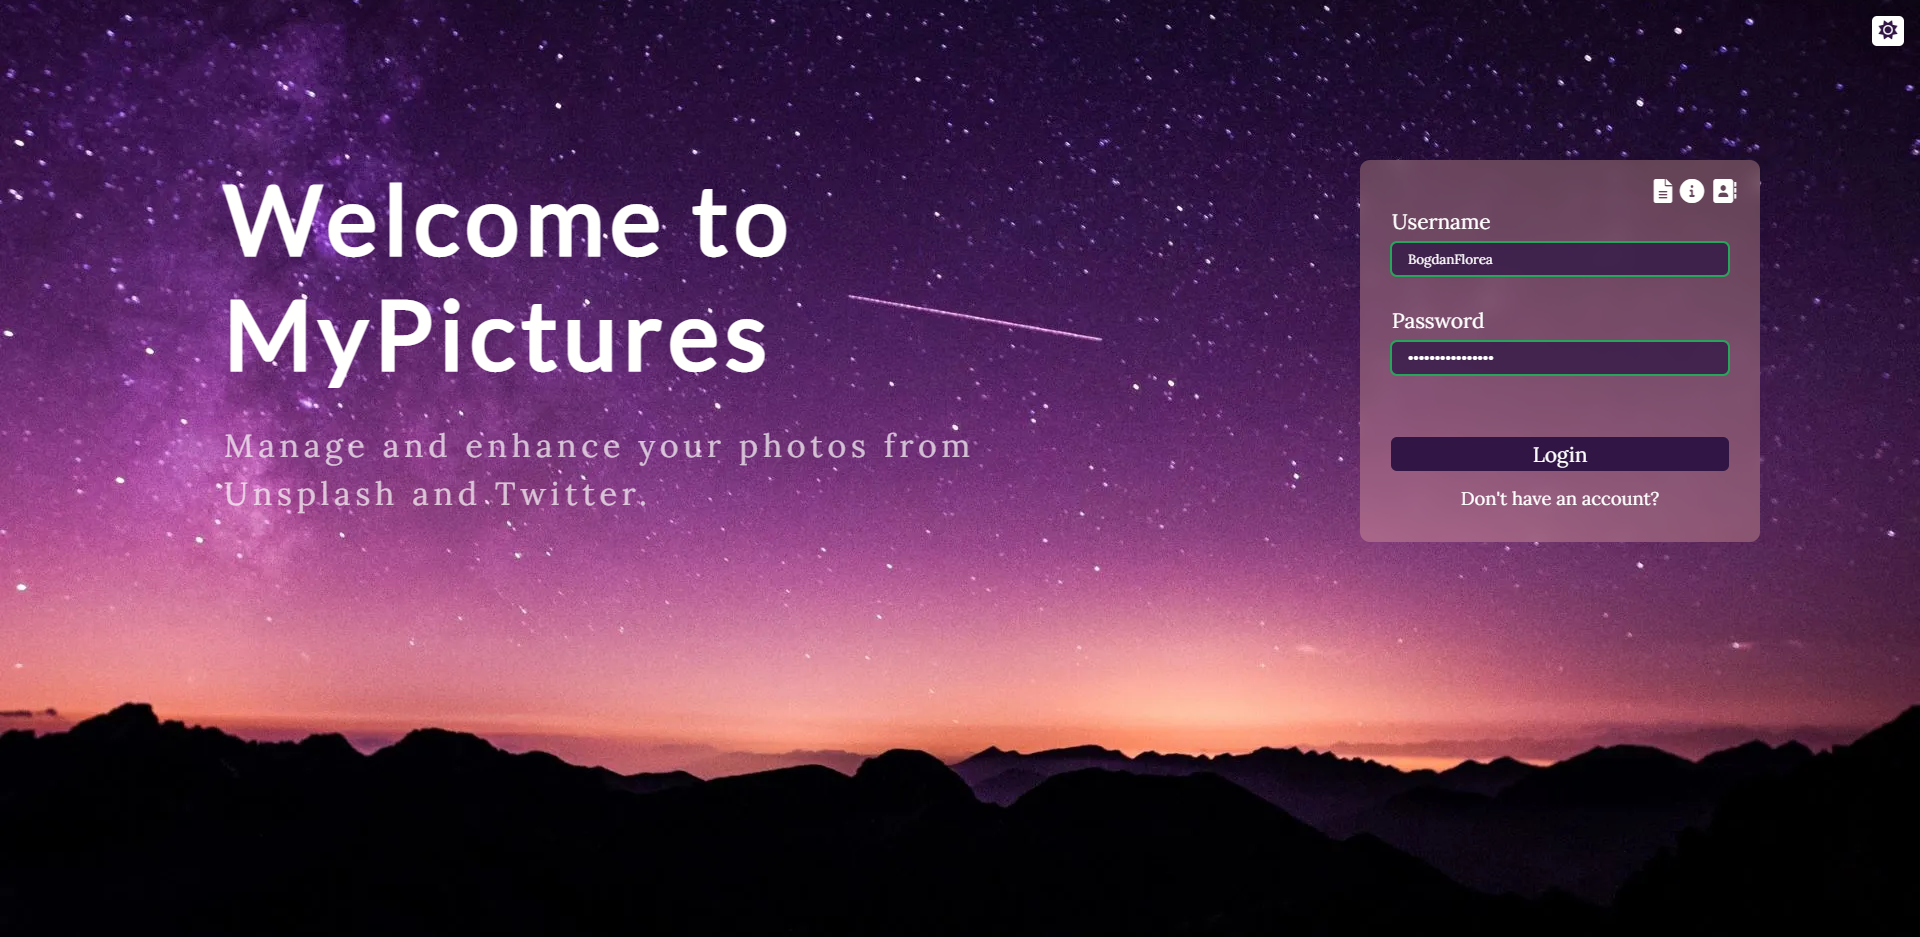 Welcome to
MyPictures
Manage and enhance your photos from
Unsplash and Twitter.
Username
BogdanFlorea
Password
••••••••••••••••
Login
Don't have an account?